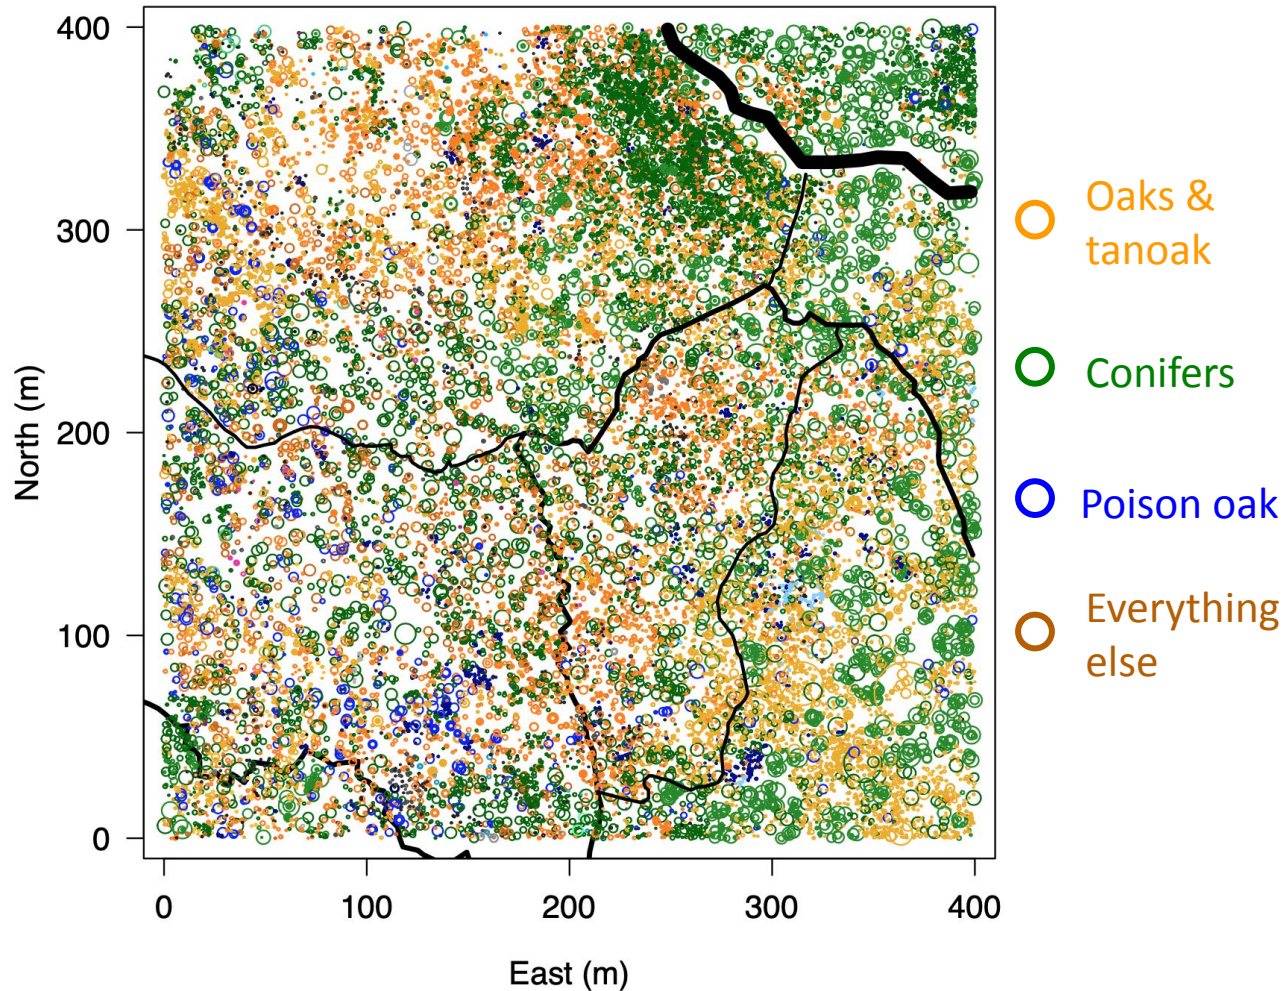 400
300
200
100
0
North (m)
0 100 200 300 400
East (m)
Oaks &
tanoak
Conifers
Poison oak
Everything
else